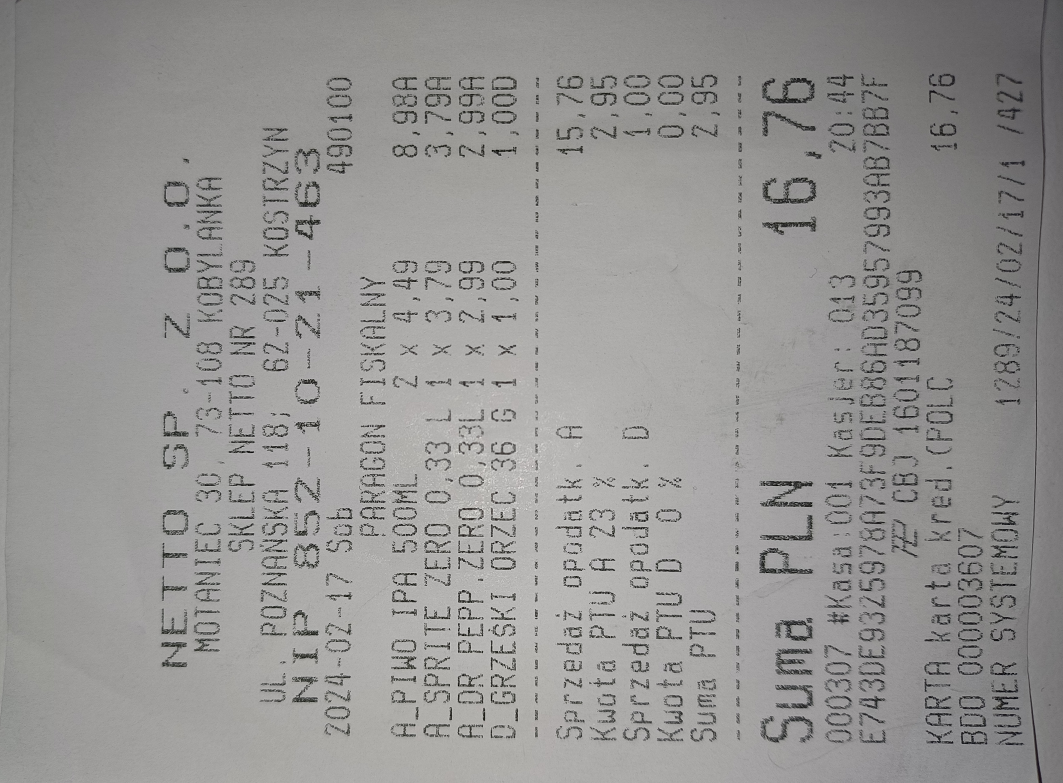 NETTO SP. Z O.O.
MOTANIEC 30, 73-108 KOBYLANKA
SKLEP NETTO NR 289
UL. POZNAŃSKA 118; 62-025 KOSTRZYN
NIP 852-10-21-463
2024-02-17 Sob 490100
PARAGON FISKALNY
A_PIWO IPA 500ML 2 x 4,49 8,98A
A_SPRITE ZERO 0,33 L 1 x 3,79 3,79A
A_DR PEPP.ZERO 0,33L 1 x 2,99 2,99A
D_GRZEŚKI ORZEC 36 G 1 x 1,00 1,00D
Sprzedaż opodatk. A 15,76
Kwota PTU A 23 % 2,95
Sprzedaż opodatk. D 1,00
Kwota PTU D 0 % 0,00
Suma PTU 2,95
Suma PLN 16,76
000307 #Kasa:001 Kasjer: 013 20:44
E743DE9325978A73F9DEB86AD35957993AB7BB7F
CBJ 1601187099
KARTA karta kred.(POLC 16,76
BDO 000003607
NUMER SYSTEMOWY 1289/24/02/17/1 /427